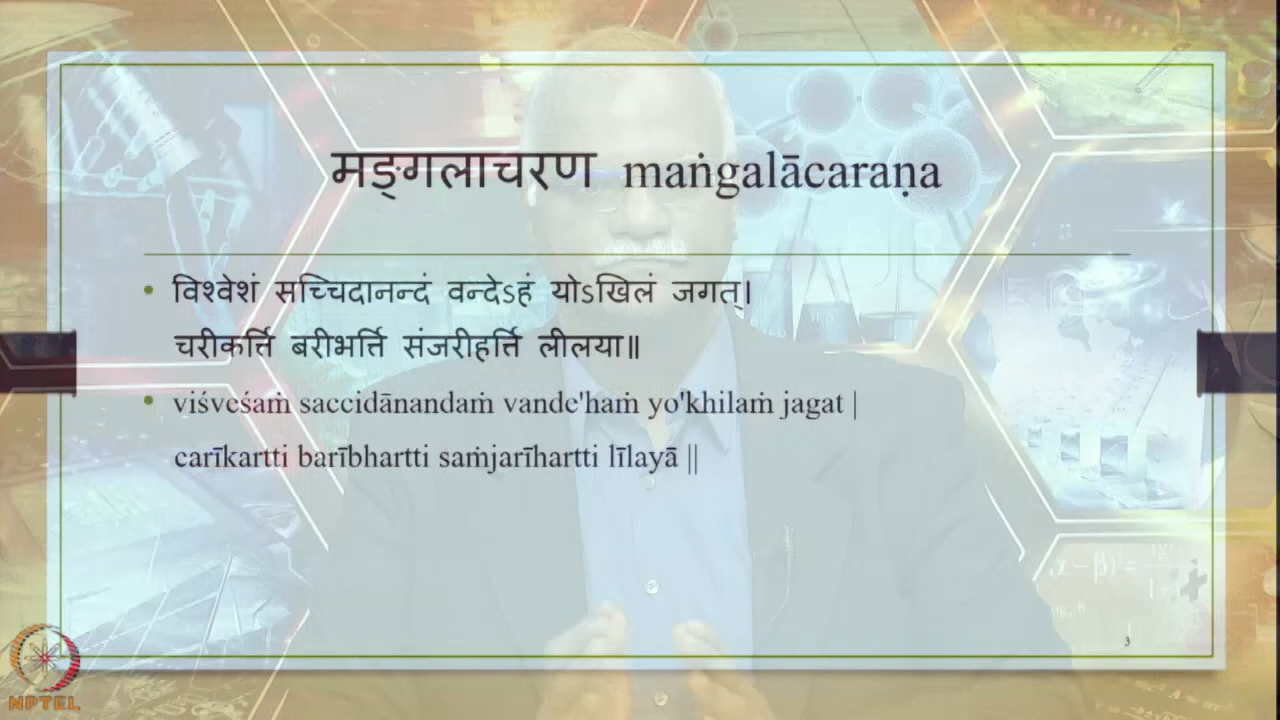 मङ्गलाचरण maṅgalācaraṇa
• विश्वेशं सच्चिदानन्दं वन्देऽहं योऽखिलं जगत्।
चरीकर्त्ति बरीभर्त्ति संजरीहर्त्ति लीलया॥
• viśveśaṁ saccidānandaṁ vande'haṁ yo'khilaṁ jagat |
carīkartti barībhartti saṁjarīhartti līlayā ||
3
NPTEL